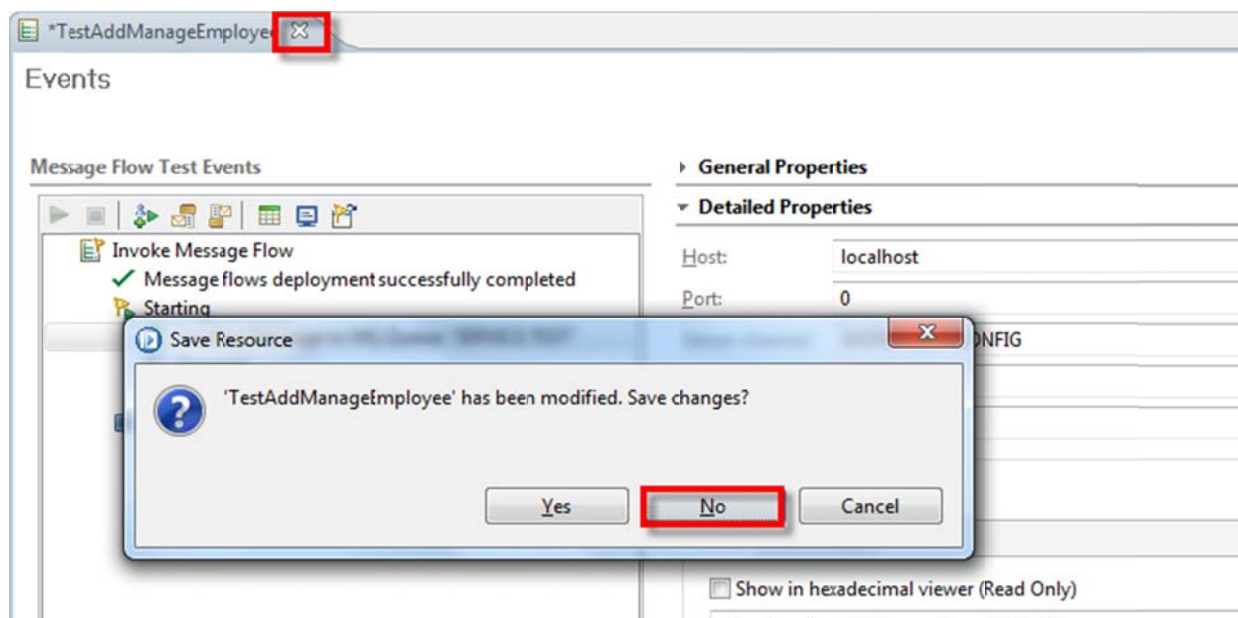 *TestAddManageEmployee
Events
Message Flow Test Events
General Properties
Detailed Properties
Invoke Message Flow
Message flows deployment successfully completed
Starting
Host:
localhost
Port:
0
Save Resource
'TestAddManageEmployee' has been modified. Save changes?
Yes
No
Cancel
Show in hexadecimal viewer (Read Only)